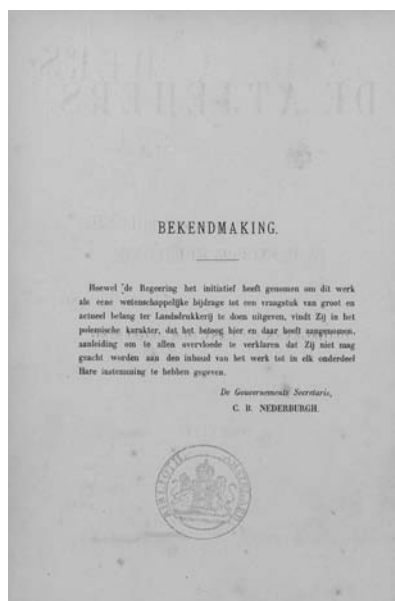 BEKENDMAKING.
Hoewel de Regeering het initiatief heeft genomen om dit werk
als eene wetenschappelijke bijdrage tot een vraagstuk van groot en
actueel belang ter Landsdrukkerij te doen uitgeven, vindt Zij in het
polemische karakter, dat het betoog hier en daar heeft aangenomen,
aanleiding om te allen overvloede te verklaren dat Zij niet mag
geacht worden aan den inhoud van het werk tot in elk onderdeel
Hare instemming te hebben gegeven.
De Gouvernements Secretaris,
C. B. NEDERBURGH.